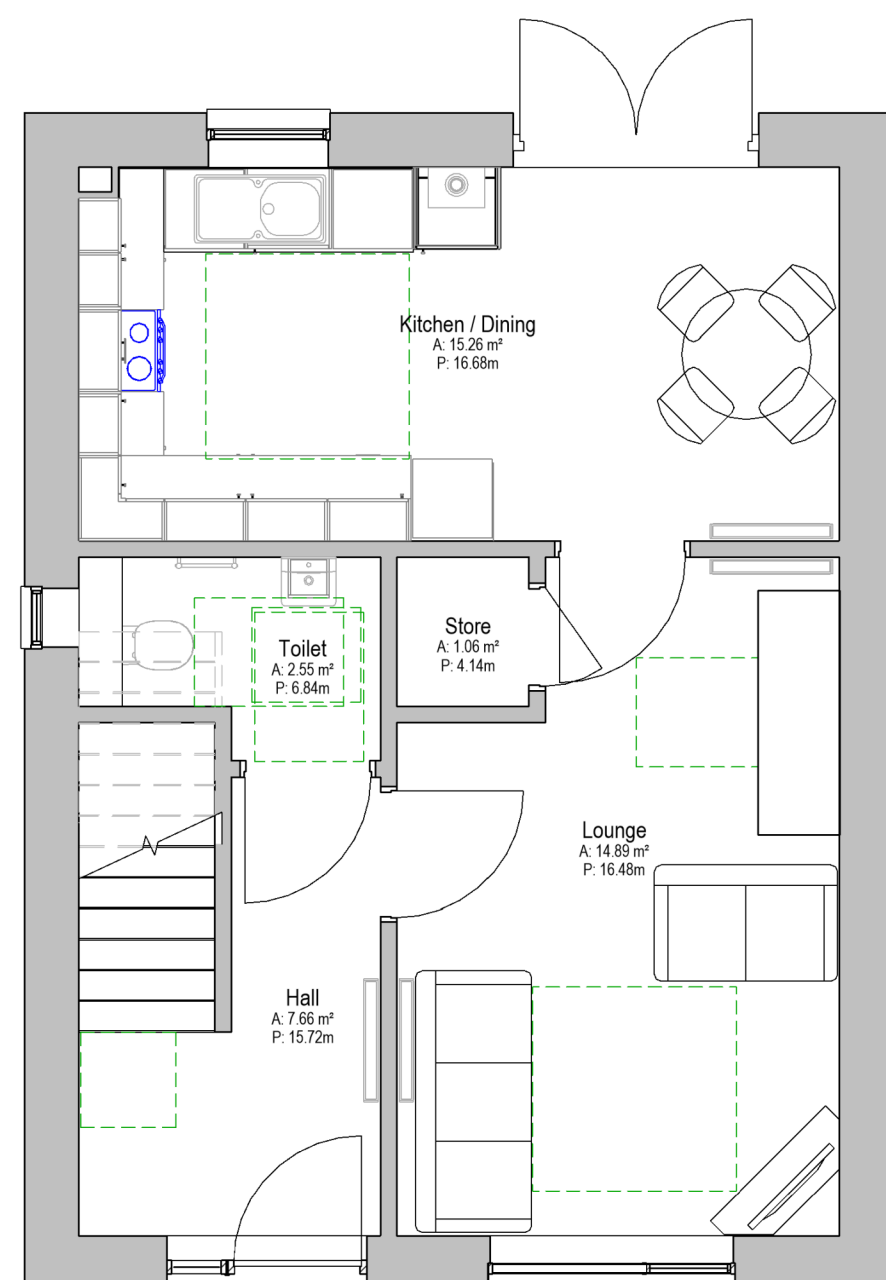 Kitchen / Dining
A: 15.26 m²
P: 16.68m
Toilet
A: 2.55 m²
P: 6.84m
Store
A: 1.06 m²
P: 4.14m
Lounge
A: 14.89 m²
P: 16.48m
Hall
A: 7.66 m²
P: 15.72m